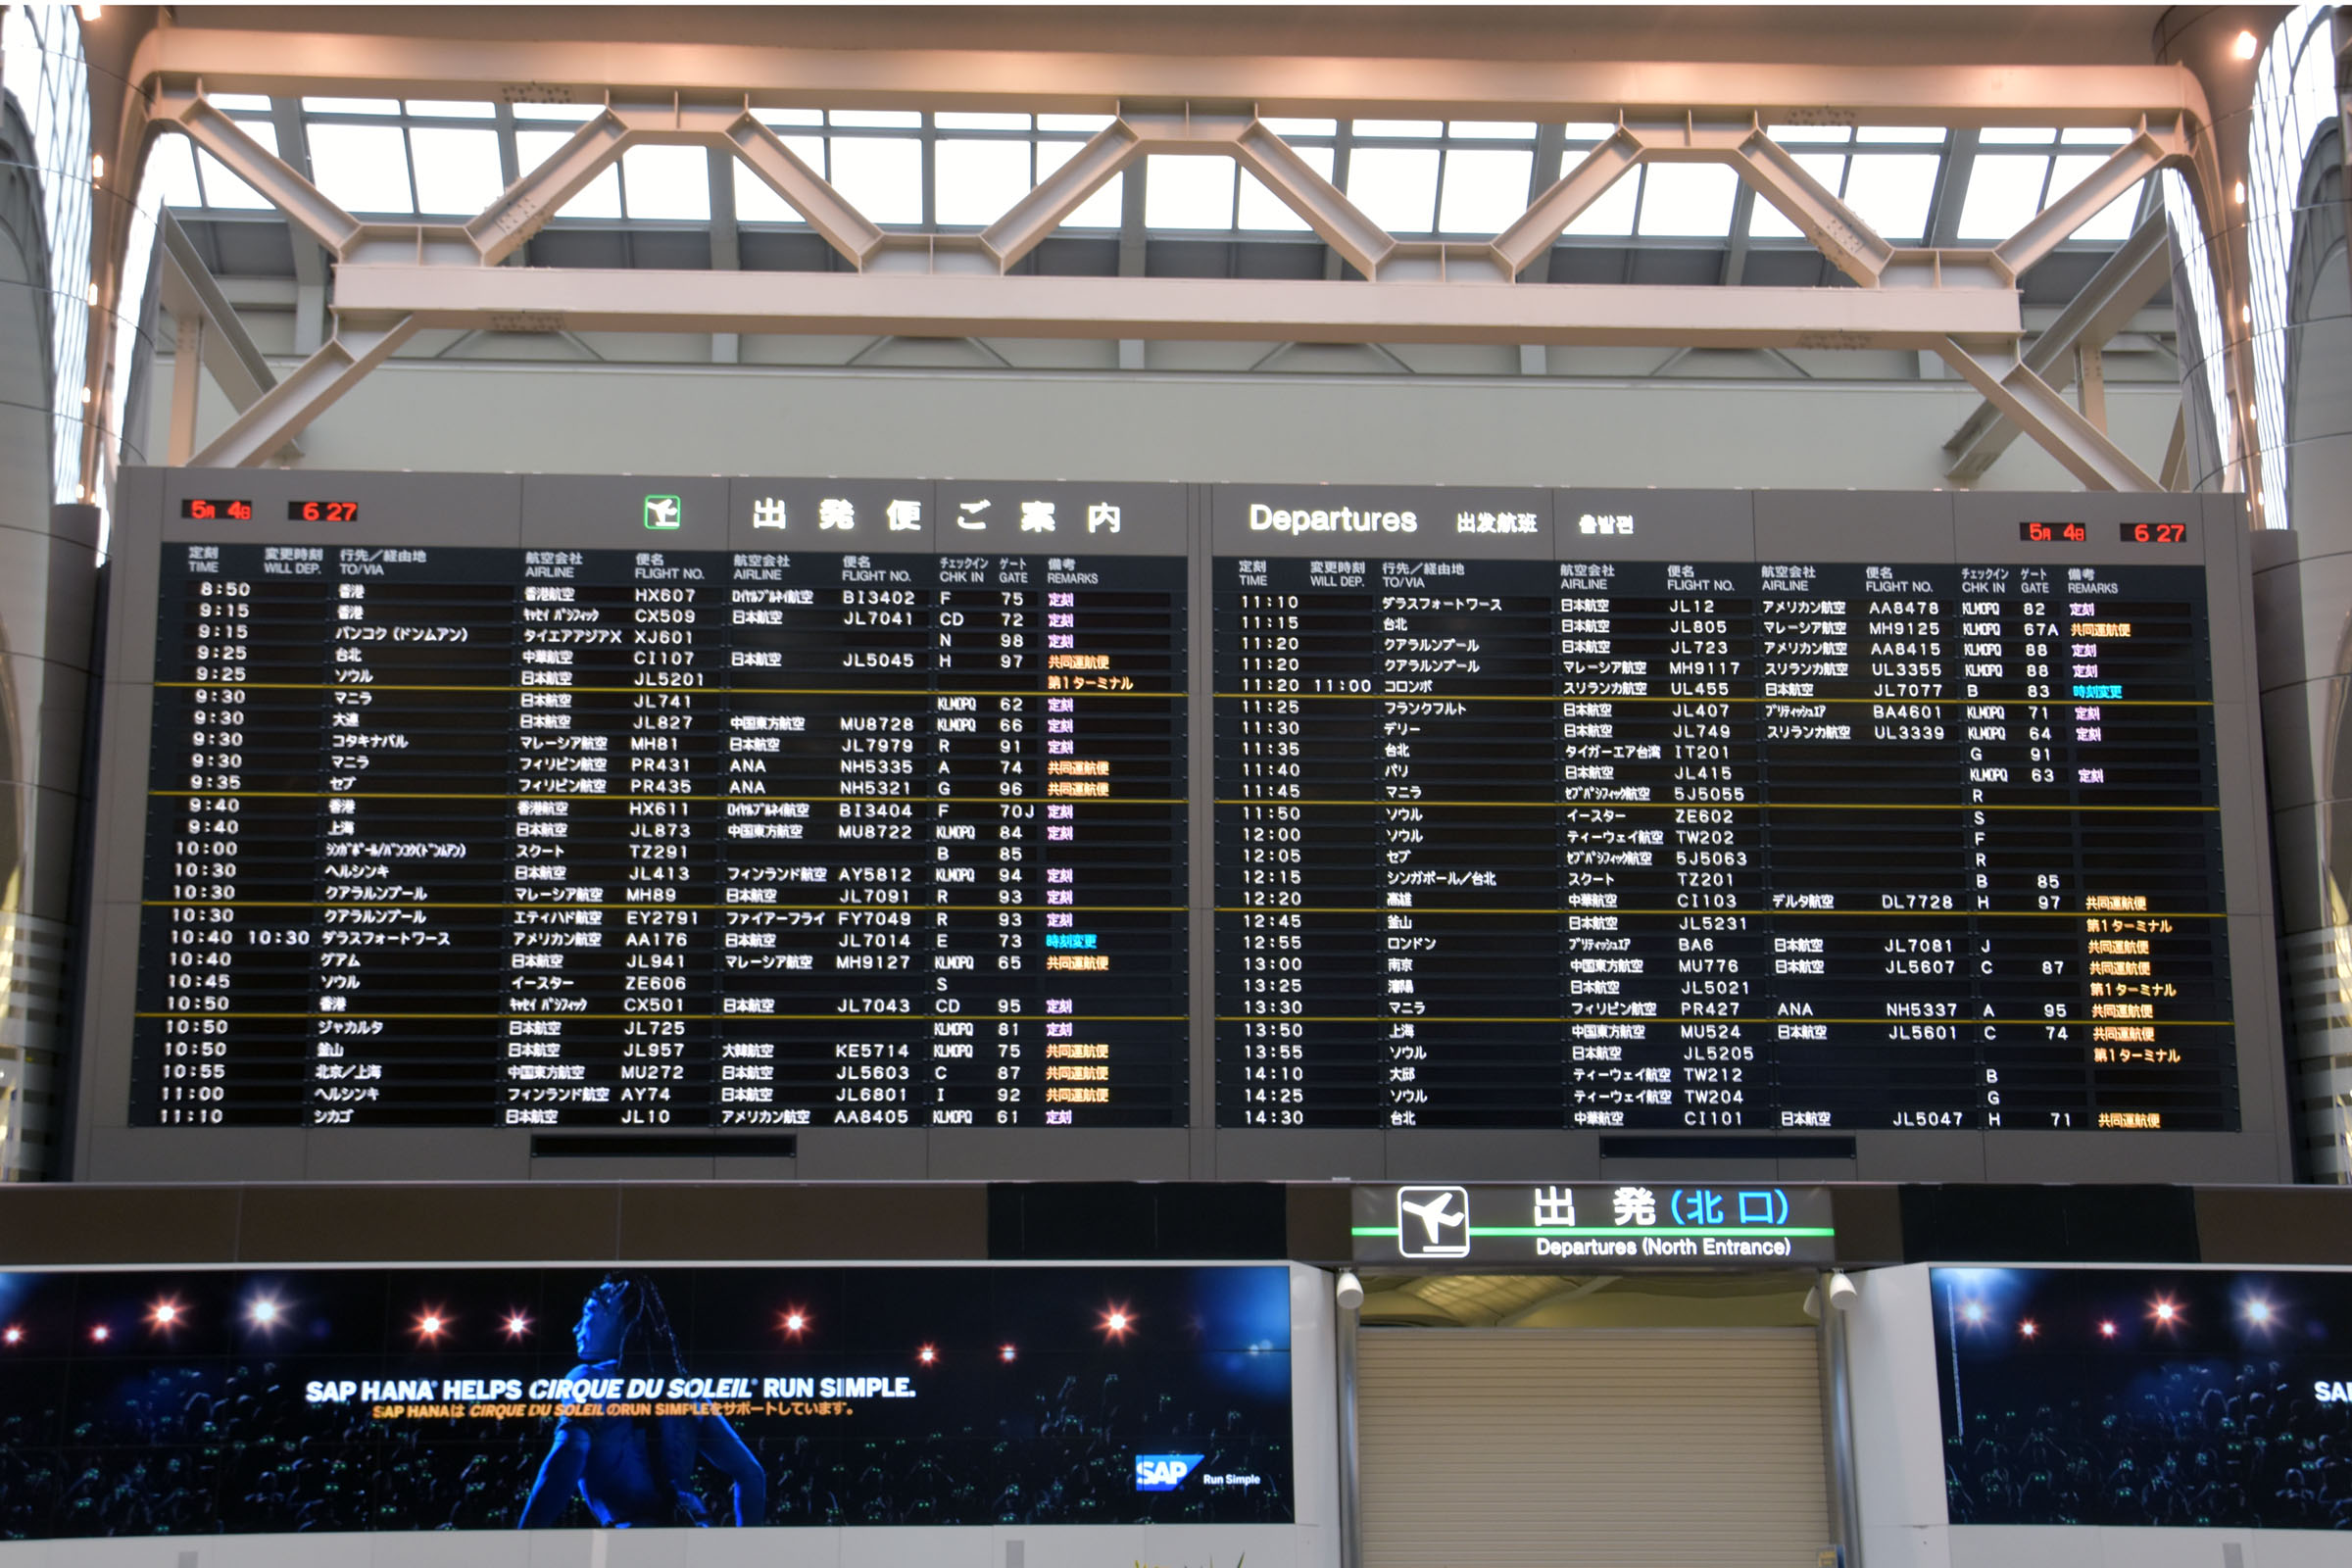 5月 4日 6 27 出発便ご案内
定刻 変更時刻 行先／経由地 航空会社 便名 航空会社 便名 チェックイン ゲート 備考
TIME WILL DEP. TO/VIA AIRLINE FLIGHT NO. AIRLINE FLIGHT NO. CHK IN GATE REMARKS
8:50 香港 香港航空 HX607 ロイヤルブルネイ航空 BI3402 F 75 定刻
9:15 香港 キャセイ パシフィック CX509 日本航空 JL7041 CD 72 定刻
9:15 バンコク (ドンムアン) タイエアアジアX XJ601 N 98 定刻
9:25 台北 中華航空 CI107 日本航空 JL5045 H 97 共同運航便
9:25 ソウル 日本航空 JL5201 第1ターミナル
9:30 マニラ 日本航空 JL741 KLMOPQ 62 定刻
9:30 大連 日本航空 JL827 中国東方航空 MU8728 KLMOPQ 66 定刻
9:30 コタキナバル マレーシア航空 MH81 日本航空 JL7979 R 91 定刻
9:30 マニラ フィリピン航空 PR431 ANA NH5335 A 74 共同運航便
9:35 セブ フィリピン航空 PR435 ANA NH5321 G 96 共同運航便
9:40 香港 香港航空 HX611 ロイヤルブルネイ航空 BI3404 F 70J 定刻
9:40 上海 日本航空 JL873 中国東方航空 MU8722 KLMOPQ 84 定刻
10:00 シンガポール/バンコク(ドンムアン) スクート TZ291 B 85
10:30 ヘルシンキ 日本航空 JL413 フィンランド航空 AY5812 KLMOPQ 94 定刻
10:30 クアラルンプール マレーシア航空 MH89 日本航空 JL7091 R 93 定刻
10:30 クアラルンプール エティハド航空 EY2791 ファイアーフライ FY7049 R 93 定刻
10:40 10:30 ダラスフォートワース アメリカン航空 AA176 日本航空 JL7014 E 73 時刻変更
10:40 グアム 日本航空 JL941 マレーシア航空 MH9127 KLMOPQ 65 共同運航便
10:45 ソウル イースター ZE606 S
10:50 香港 キャセイ パシフィック CX501 日本航空 JL7043 CD 95 定刻
10:50 ジャカルタ 日本航空 JL725 KLMOPQ 81 定刻
10:50 釜山 日本航空 JL957 大韓航空 KE5714 KLMOPQ 75 共同運航便
10:55 北京／上海 中国東方航空 MU272 日本航空 JL5603 C 87 共同運航便
11:00 ヘルシンキ フィンランド航空 AY74 日本航空 JL6801 I 92 共同運航便
11:10 シカゴ 日本航空 JL10 アメリカン航空 AA8405 KLMOPQ 61 定刻
Departures 出发航班 출발편 5月 4日 6 27
定刻 変更時刻 行先／経由地 航空会社 便名 航空会社 便名 チェックイン ゲート 備考
TIME WILL DEP. TO/VIA AIRLINE FLIGHT NO. AIRLINE FLIGHT NO. CHK IN GATE REMARKS
11:10 ダラスフォートワース 日本航空 JL12 アメリカン航空 AA8478 KLMOPQ 82 定刻
11:15 台北 日本航空 JL805 マレーシア航空 MH9125 KLMOPQ 67A 共同運航便
11:20 クアラルンプール 日本航空 JL723 アメリカン航空 AA8415 KLMOPQ 88 定刻
11:20 クアラルンプール マレーシア航空 MH9117 スリランカ航空 UL3355 KLMOPQ 88 定刻
11:20 11:00 コロンボ スリランカ航空 UL455 日本航空 JL7077 B 83 時刻変更
11:25 フランクフルト 日本航空 JL407 ブリティッシュエア BA4601 KLMOPQ 71 定刻
11:30 デリー 日本航空 JL749 スリランカ航空 UL3339 KLMOPQ 64 定刻
11:35 台北 タイガーエア台湾 IT201 G 91
11:40 パリ 日本航空 JL415 KLMOPQ 63 定刻
11:45 マニラ セブパシフィック航空 5J5055 R
11:50 ソウル イースター ZE602 S
12:00 ソウル ティーウェイ航空 TW202 F
12:05 セブ セブパシフィック航空 5J5063 R
12:15 シンガポール／台北 スクート TZ201 B 85
12:20 高雄 中華航空 CI103 デルタ航空 DL7728 H 97 共同運航便
12:45 釜山 日本航空 JL5231 第1ターミナル
12:55 ロンドン ブリティッシュエア BA6 日本航空 JL7081 J 共同運航便
13:00 南京 中国東方航空 MU776 日本航空 JL5607 C 87 共同運航便
13:25 瀋陽 日本航空 JL5021 第1ターミナル
13:30 マニラ フィリピン航空 PR427 ANA NH5337 A 95 共同運航便
13:50 上海 中国東方航空 MU524 日本航空 JL5601 C 74 共同運航便
13:55 ソウル 日本航空 JL5205 第1ターミナル
14:10 大邱 ティーウェイ航空 TW212 B
14:25 ソウル ティーウェイ航空 TW204 G
14:30 台北 中華航空 CI101 日本航空 JL5047 H 71 共同運航便
出発(北口)
Departures (North Entrance)
SAP HANA® HELPS CIRQUE DU SOLEIL® RUN SIMPLE.
SAP HANAは CIRQUE DU SOLEIL のRUN SIMPLEをサポートしています。
SAP Run Simple
SA